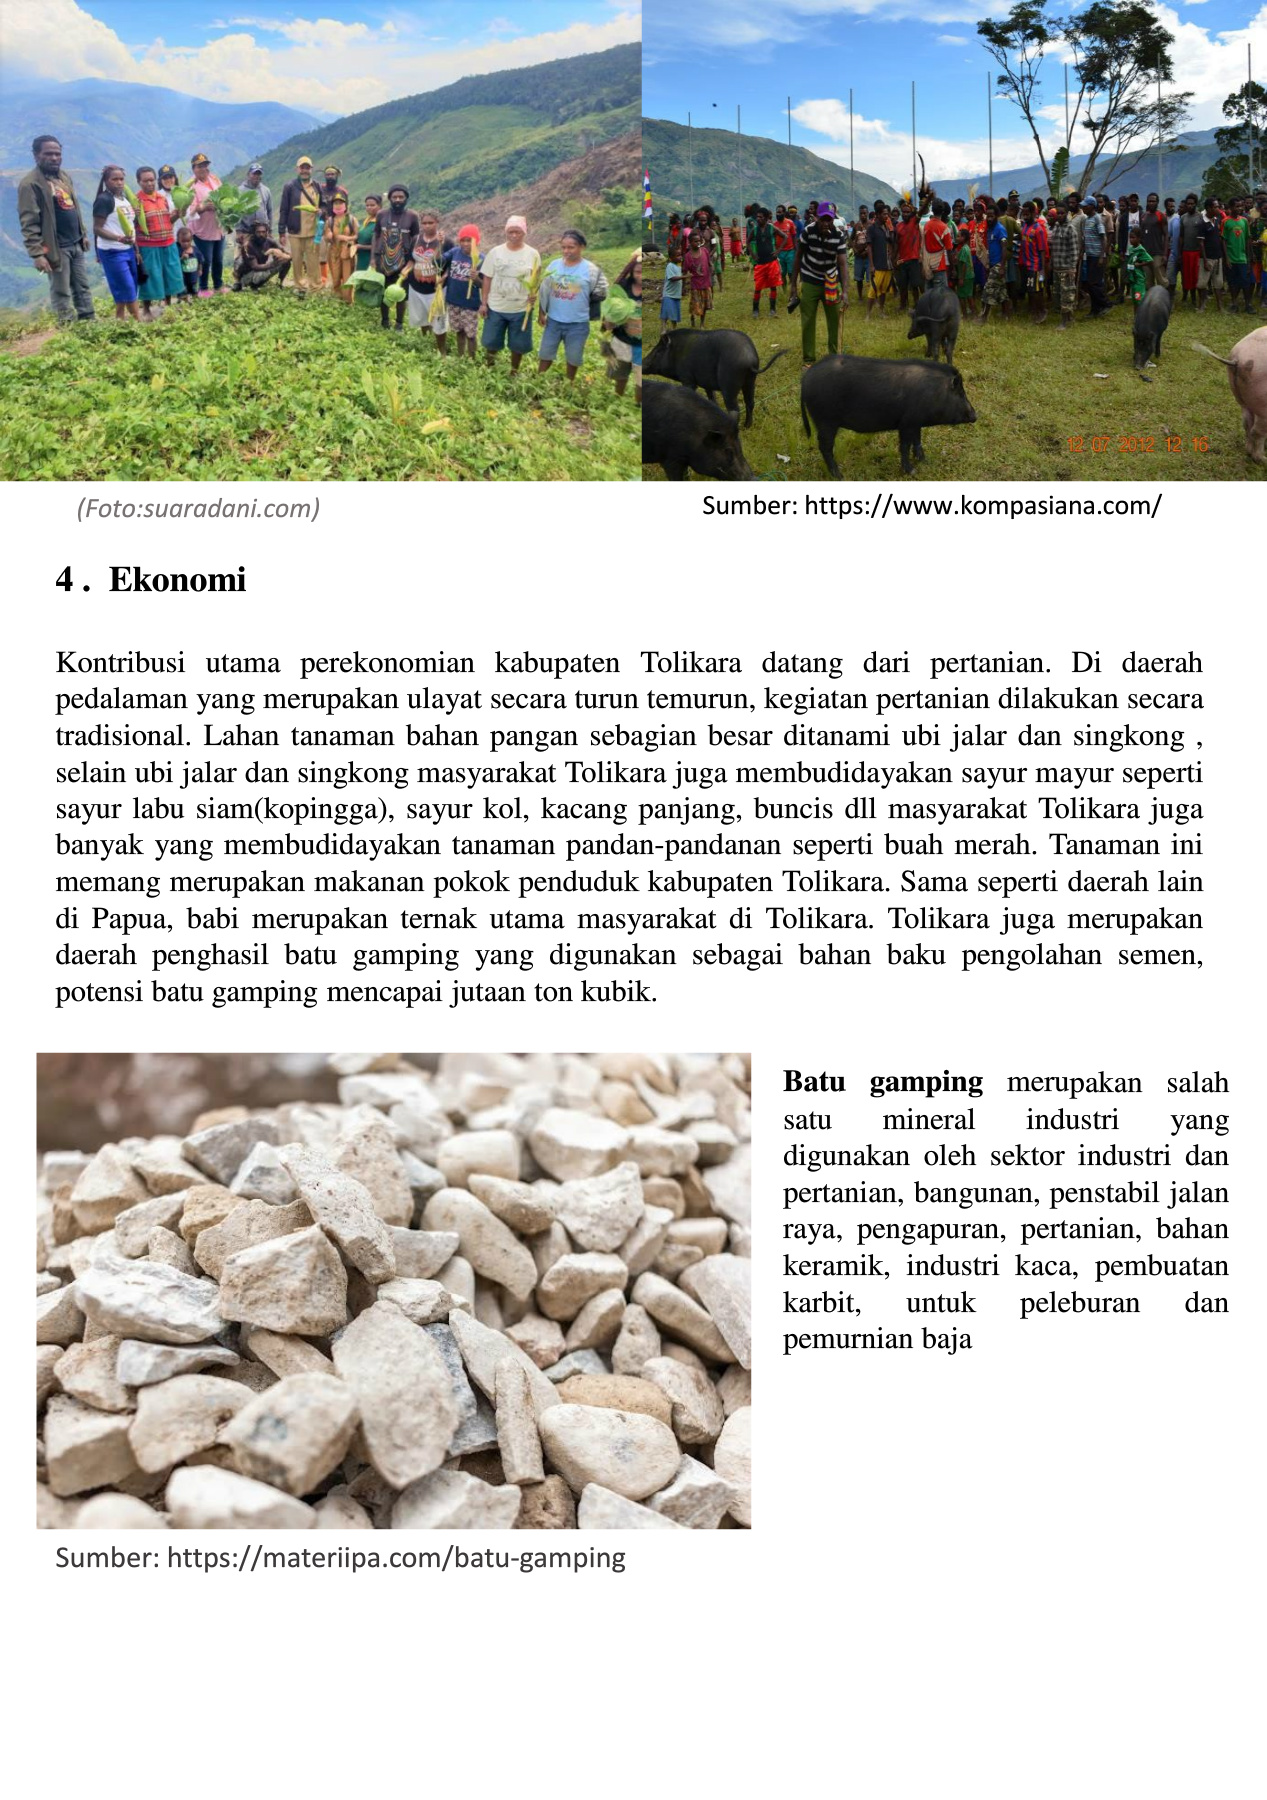 12 07 2012 12 16
(Foto:suaradani.com)
Sumber: https://www.kompasiana.com/
4 .  Ekonomi
Kontribusi utama perekonomian kabupaten Tolikara datang dari pertanian. Di daerah
pedalaman yang merupakan ulayat secara turun temurun, kegiatan pertanian dilakukan secara
tradisional. Lahan tanaman bahan pangan sebagian besar ditanami ubi jalar dan singkong ,
selain ubi jalar dan singkong masyarakat Tolikara juga membudidayakan sayur mayur seperti
sayur labu siam(kopingga), sayur kol, kacang panjang, buncis dll masyarakat Tolikara juga
banyak yang membudidayakan tanaman pandan-pandanan seperti buah merah. Tanaman ini
memang merupakan makanan pokok penduduk kabupaten Tolikara. Sama seperti daerah lain
di Papua, babi merupakan ternak utama masyarakat di Tolikara. Tolikara juga merupakan
daerah penghasil batu gamping yang digunakan sebagai bahan baku pengolahan semen,
potensi batu gamping mencapai jutaan ton kubik.
Batu gamping merupakan salah
satu mineral industri yang
digunakan oleh sektor industri dan
pertanian, bangunan, penstabil jalan
raya, pengapuran, pertanian, bahan
keramik, industri kaca, pembuatan
karbit, untuk peleburan dan
pemurnian baja
Sumber: https://materiipa.com/batu-gamping